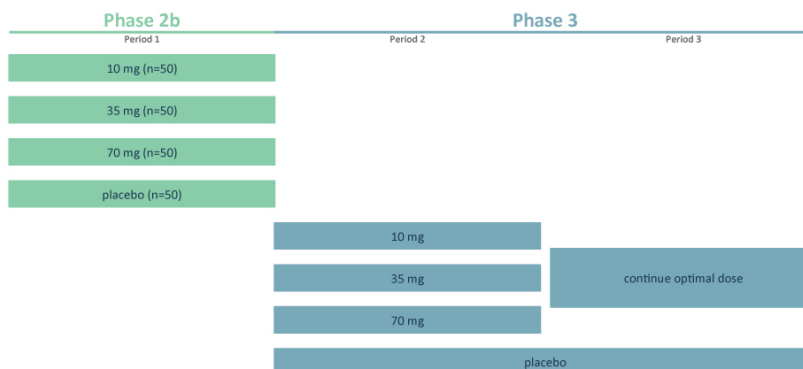 Phase 2b
Phase 3
Period 1
Period 2
Period 3
10 mg (n=50)
35 mg (n=50)
70 mg (n=50)
placebo (n=50)
10 mg
35 mg
continue optimal dose
70 mg
placebo